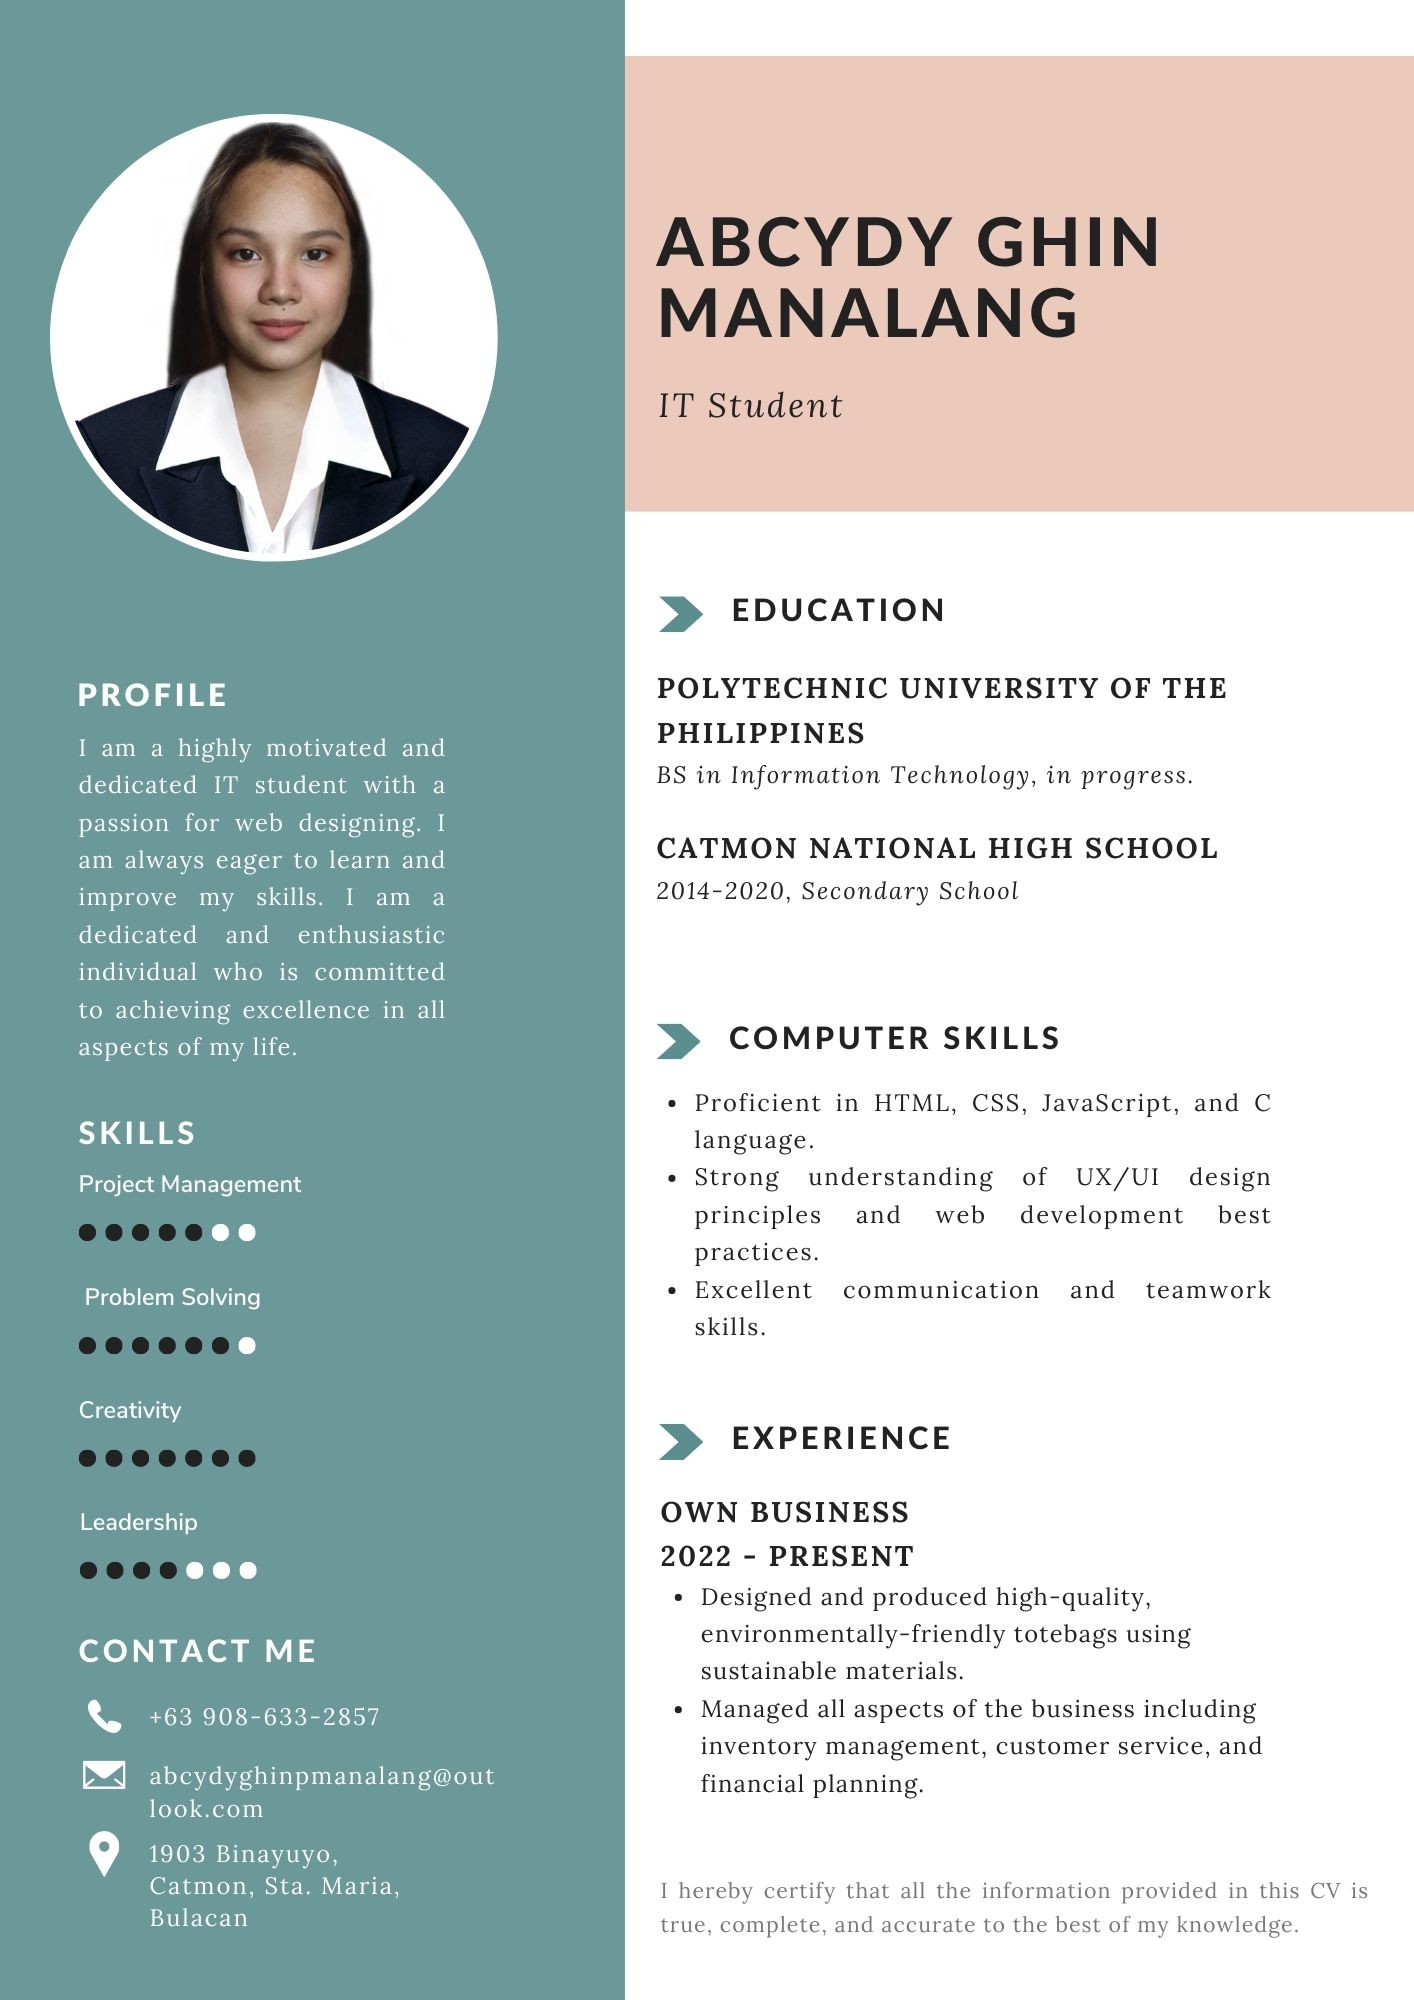 ABCYDY GHIN
MANALANG
IT Student
PROFILE
I am a highly motivated and
dedicated IT student with a
passion for web designing. I
am always eager to learn and
improve my skills. I am a
dedicated and enthusiastic
individual who is committed
to achieving excellence in all
aspects of my life.
SKILLS
Project Management
Problem Solving
Creativity
Leadership
CONTACT ME
+63 908-633-2857
abcydyghinpmanalang@out
look.com
1903 Binayuyo,
Catmon, Sta. Maria,
Bulacan
EDUCATION
POLYTECHNIC UNIVERSITY OF THE
PHILIPPINES
BS in Information Technology, in progress.
CATMON NATIONAL HIGH SCHOOL
2014-2020, Secondary School
COMPUTER SKILLS
• Proficient in HTML, CSS, JavaScript, and C
language.
• Strong understanding of UX/UI design
principles and web development best
practices.
• Excellent communication and teamwork
skills.
EXPERIENCE
OWN BUSINESS
2022 - PRESENT
• Designed and produced high-quality,
environmentally-friendly totebags using
sustainable materials.
• Managed all aspects of the business including
inventory management, customer service, and
financial planning.
I hereby certify that all the information provided in this CV is
true, complete, and accurate to the best of my knowledge.